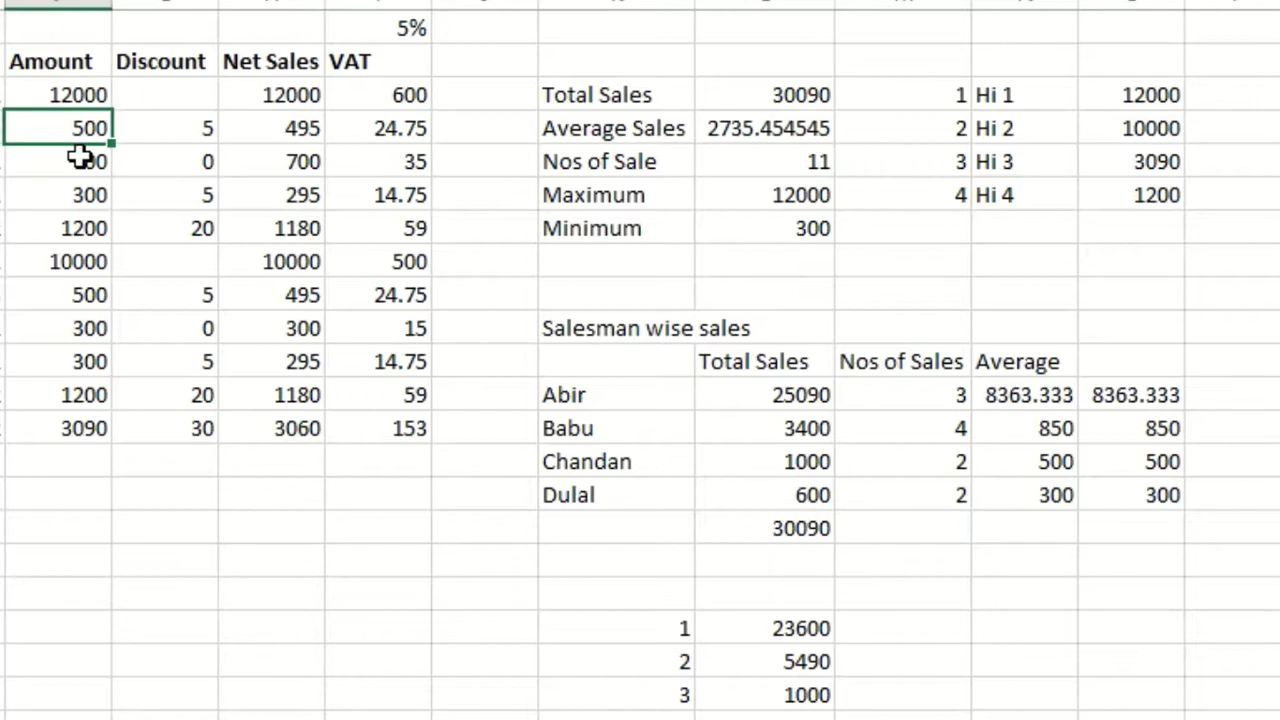 5%
Amount Discount Net Sales VAT
12000 12000 600 Total Sales 30090 1 Hi 1 12000
500 5 495 24.75 Average Sales 2735.454545 2 Hi 2 10000
0 700 35 Nos of Sale 11 3 Hi 3 3090
300 5 295 14.75 Maximum 12000 4 Hi 4 1200
1200 20 1180 59 Minimum 300
10000 10000 500
500 5 495 24.75
300 0 300 15 Salesman wise sales
300 5 295 14.75 Total Sales Nos of Sales Average
1200 20 1180 59 Abir 25090 3 8363.333 8363.333
3090 30 3060 153 Babu 3400 4 850 850
Chandan 1000 2 500 500
Dulal 600 2 300 300
30090
1 23600
2 5490
3 1000